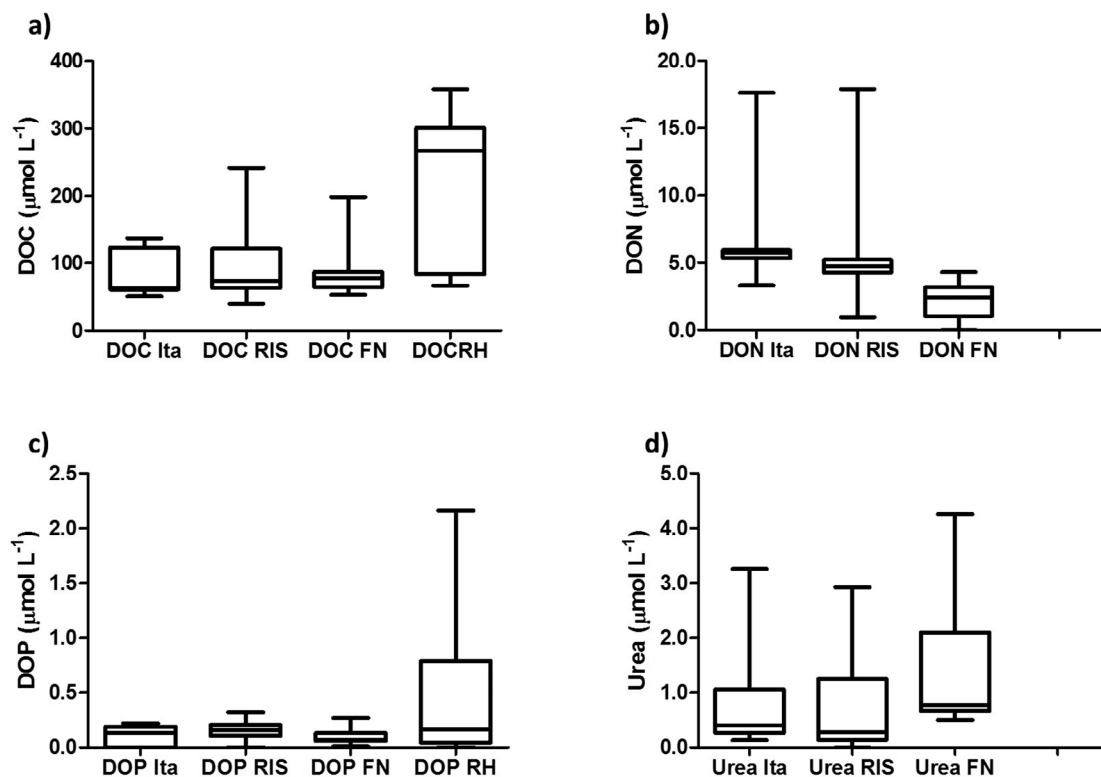 a)
400
300
200
100
0
DOC (µmol L⁻¹)
DOC Ita DOC RIS DOC FN DOCRH
b)
20.0
15.0
10.0
5.0
0.0
DON (µmol L⁻¹)
DON Ita DON RIS DON FN
c)
2.5
2.0
1.5
1.0
0.5
0.0
DOP (µmol L⁻¹)
DOP Ita DOP RIS DOP FN DOP RH
d)
5.0
4.0
3.0
2.0
1.0
0.0
Urea (µmol L⁻¹)
Urea Ita Urea RIS Urea FN